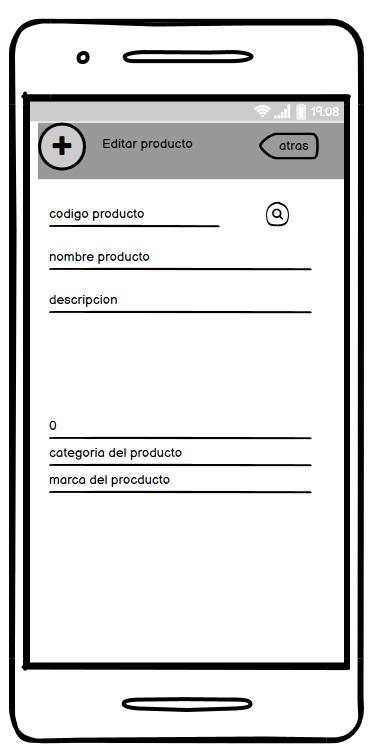 19:08
Editar producto
atras
codigo producto
nombre producto
descripcion
0
categoria del producto
marca del procducto